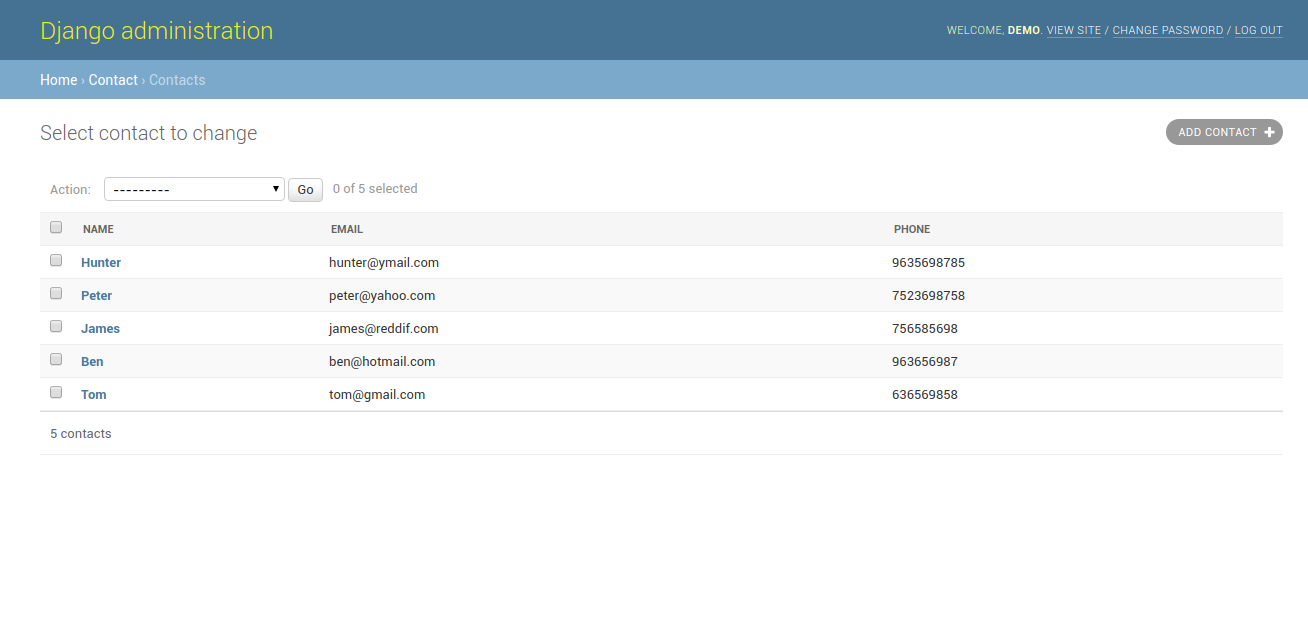 Django administration
WELCOME, DEMO. VIEW SITE / CHANGE PASSWORD / LOG OUT
Home › Contact › Contacts
Select contact to change
ADD CONTACT +
Action: --------- Go 0 of 5 selected
NAME EMAIL PHONE
Hunter hunter@ymail.com 9635698785
Peter peter@yahoo.com 7523698758
James james@reddif.com 756585698
Ben ben@hotmail.com 963656987
Tom tom@gmail.com 636569858
5 contacts